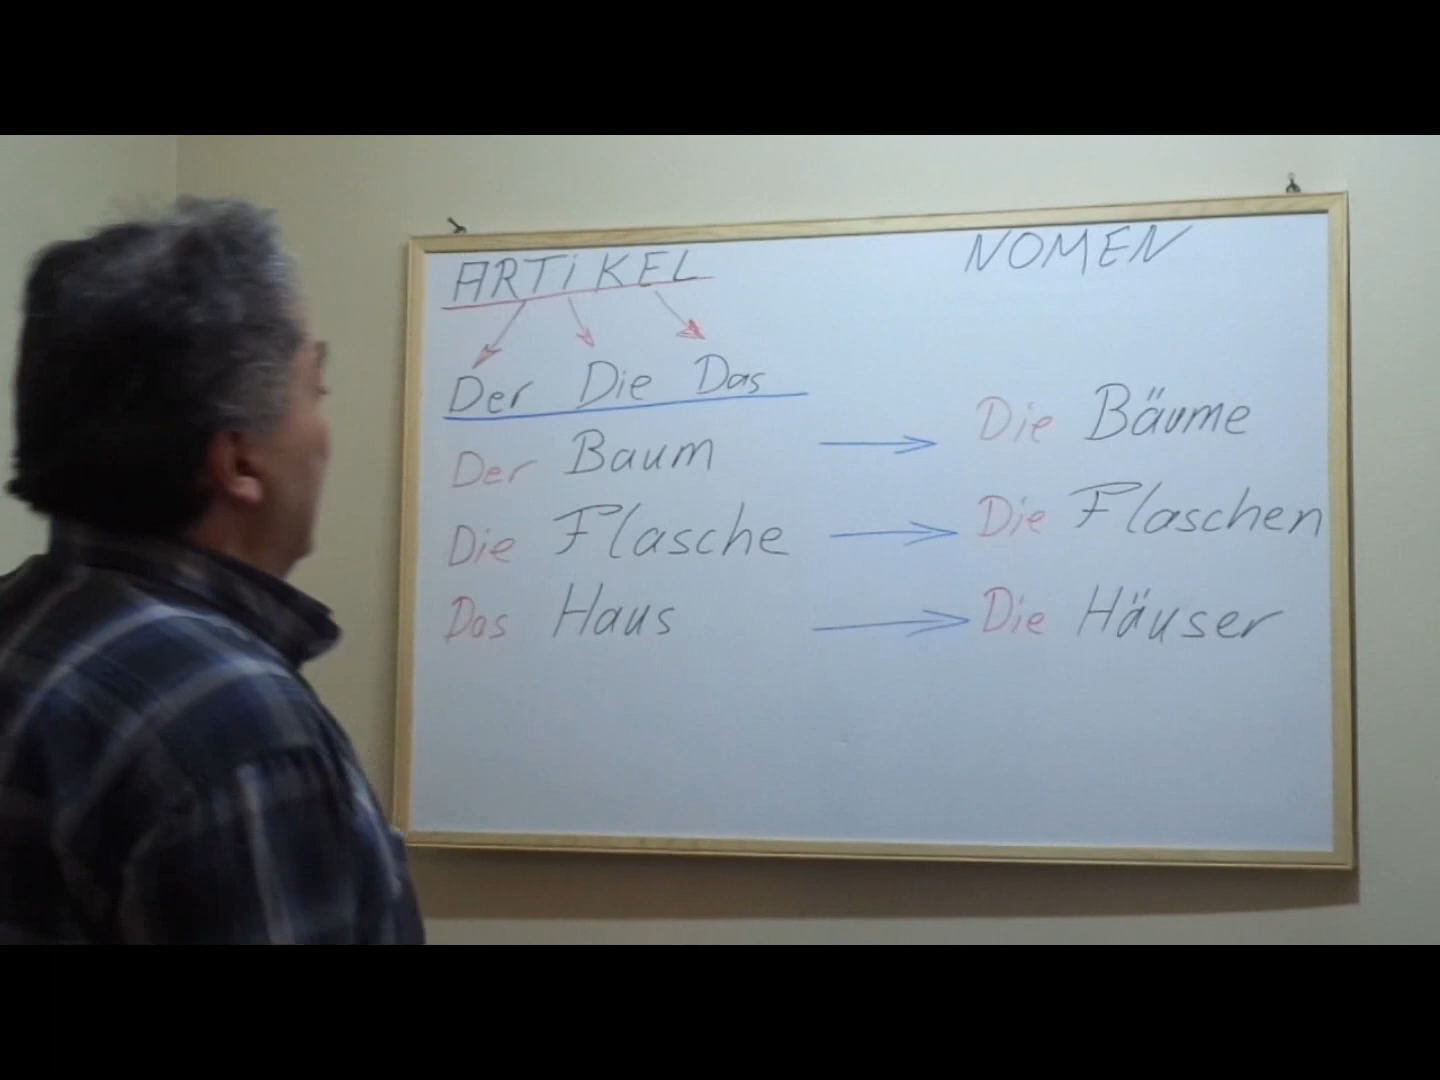 ARTiKEL NOMEN
Der Die Das
Der Baum Die Bäume
Die Flasche Die Flaschen
Das Haus Die Häuser